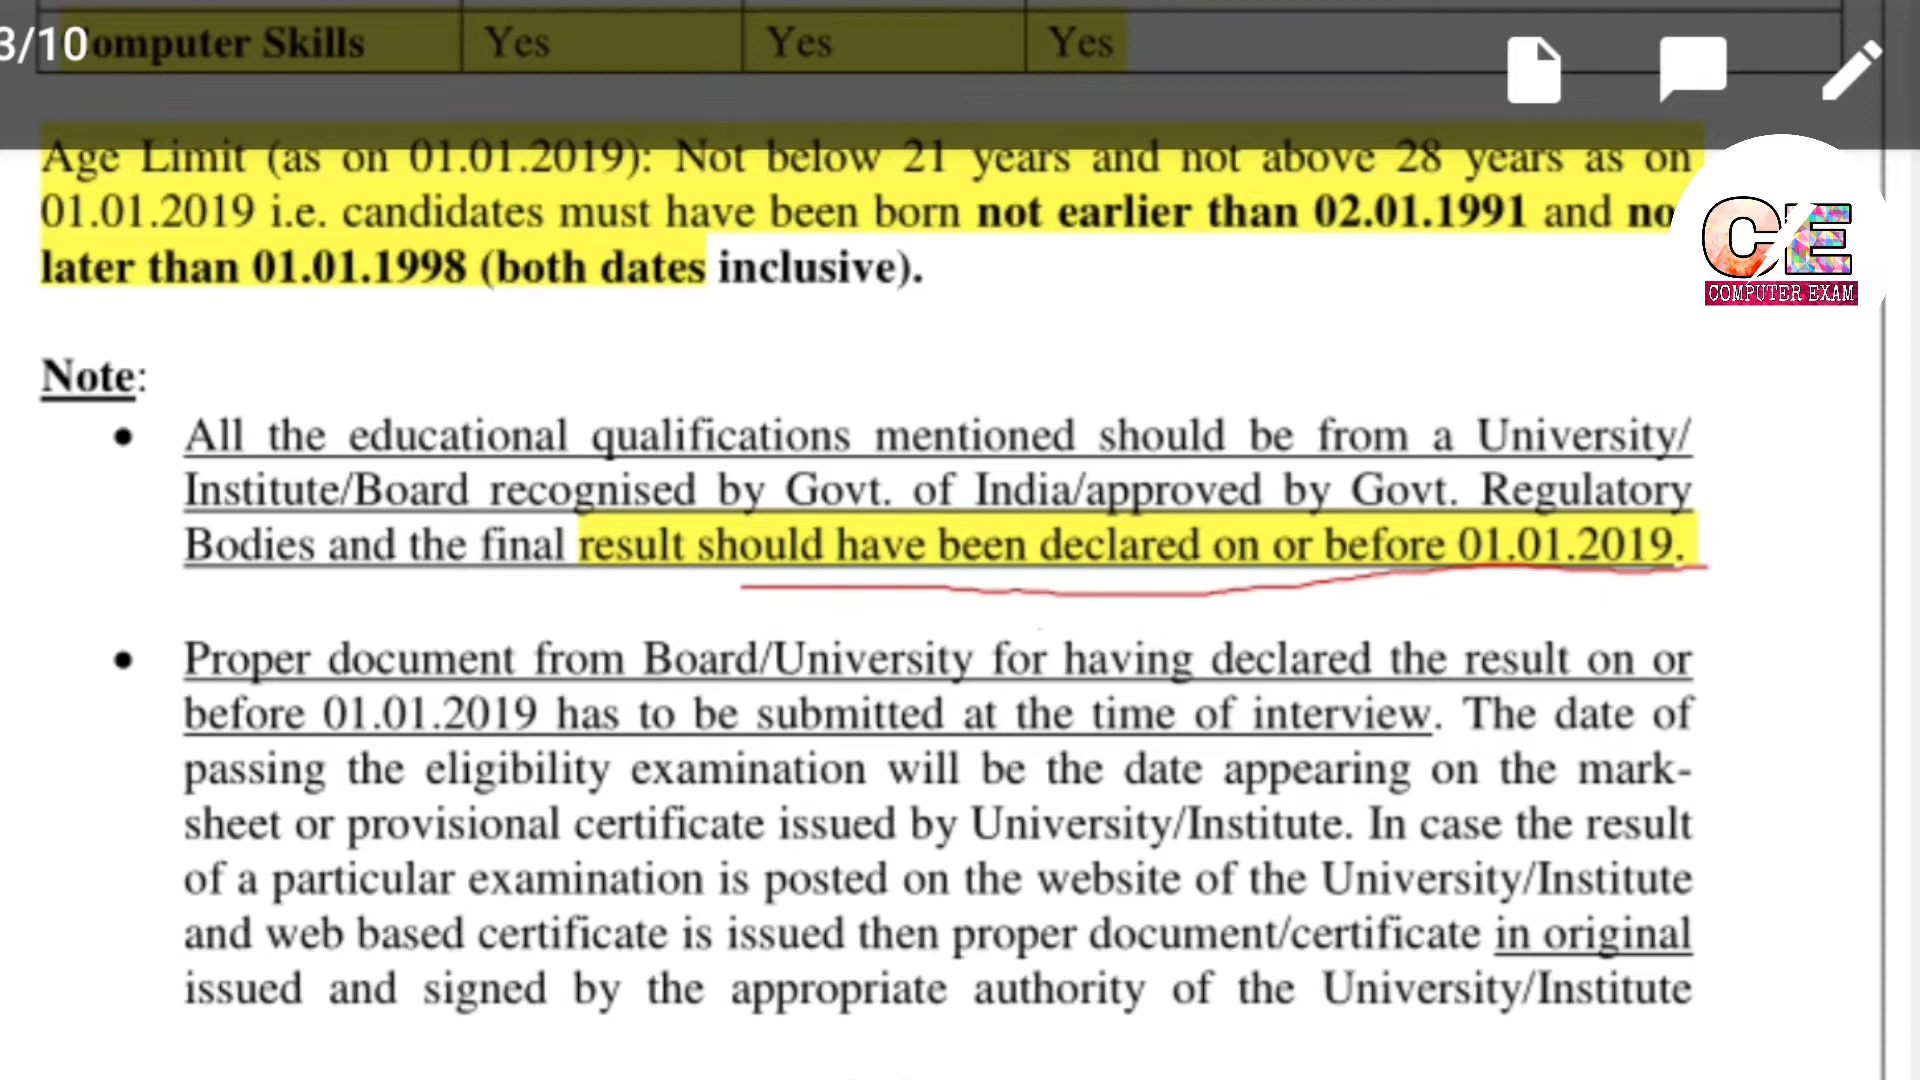 3/10
omputer Skills Yes Yes Yes
Age Limit (as on 01.01.2019): Not below 21 years and not above 28 years as on
01.01.2019 i.e. candidates must have been born not earlier than 02.01.1991 and no
later than 01.01.1998 (both dates inclusive).
CE
COMPUTER EXAM
Note:
• All the educational qualifications mentioned should be from a University/
Institute/Board recognised by Govt. of India/approved by Govt. Regulatory
Bodies and the final result should have been declared on or before 01.01.2019.
• Proper document from Board/University for having declared the result on or
before 01.01.2019 has to be submitted at the time of interview. The date of
passing the eligibility examination will be the date appearing on the mark-
sheet or provisional certificate issued by University/Institute. In case the result
of a particular examination is posted on the website of the University/Institute
and web based certificate is issued then proper document/certificate in original
issued and signed by the appropriate authority of the University/Institute